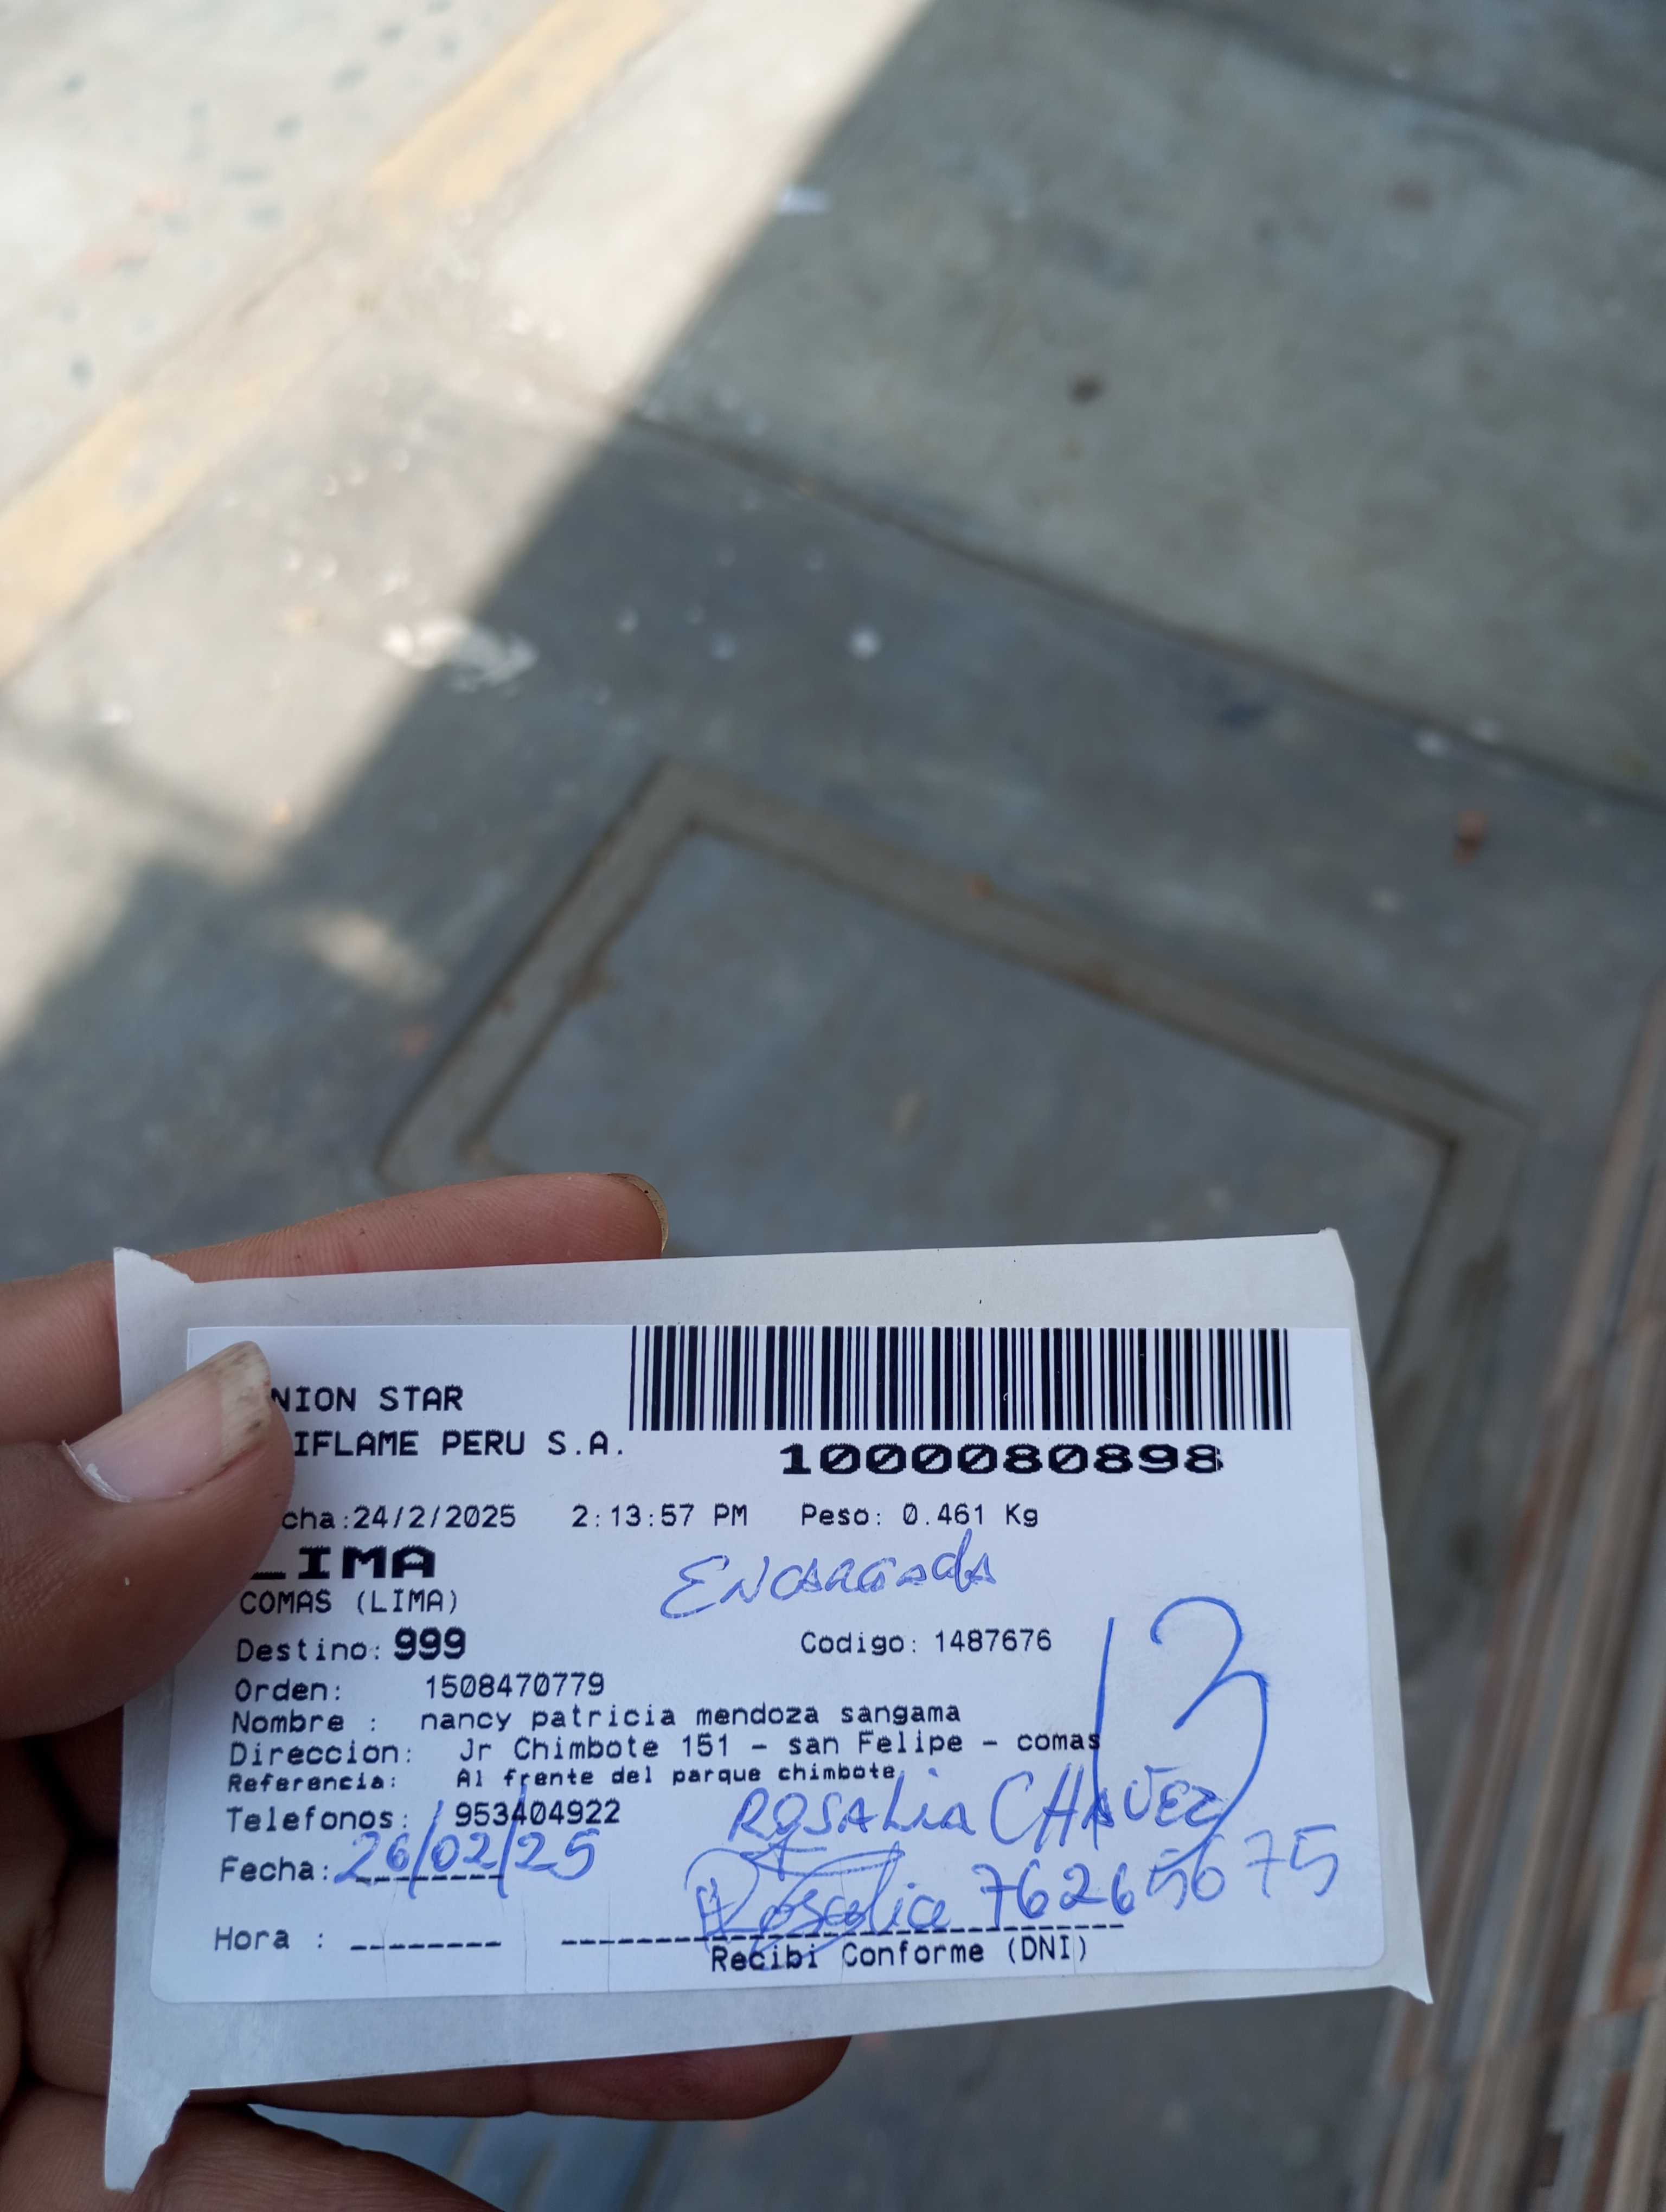 NION STAR
IFLAME PERU S.A.
1000080898
cha:24/2/2025 2:13:57 PM Peso: 0.461 Kg
LIMA
COMAS (LIMA)
Encargada
Destino: 999 Codigo: 1487676
13
Orden: 1508470779
Nombre : nancy patricia mendoza sangama
Direccion: Jr Chimbote 151 - san Felipe - comas
Referencia: Al frente del parque chimbote
Telefonos: 953404922
ROSALia CHAVEZ
Fecha: 26/02/25
Rosalia 76265675
Hora :
Recibi Conforme (DNI)